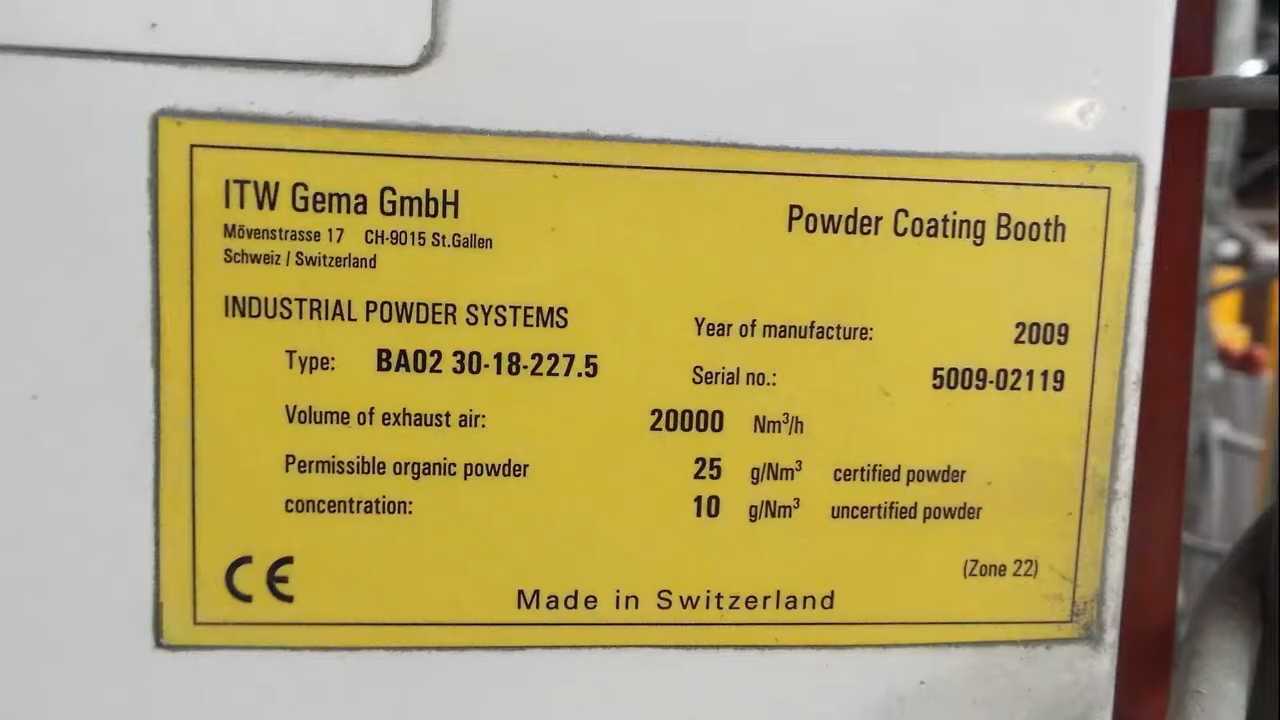 ITW Gema GmbH
Mövenstrasse 17 CH-9015 St.Gallen
Schweiz / Switzerland
Powder Coating Booth
INDUSTRIAL POWDER SYSTEMS
Type: BA02 30-18-227.5
Year of manufacture: 2009
Serial no.: 5009-02119
Volume of exhaust air: 20000 Nm³/h
Permissible organic powder 25 g/Nm³ certified powder
concentration: 10 g/Nm³ uncertified powder
(Zone 22)
CE Made in Switzerland